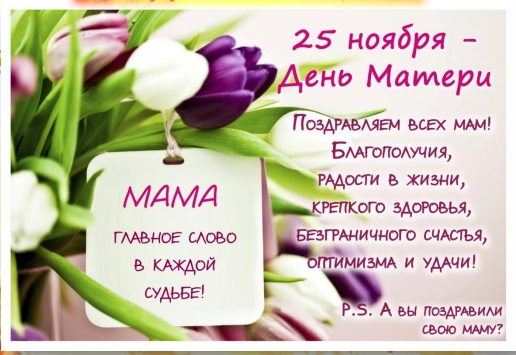 25 ноября -
День Матери
Поздравляем всех мам!
Благополучия,
радости в жизни,
крепкого здоровья,
безграничного счастья,
оптимизма и удачи!
P.S. А вы поздравили
свою маму?
МАМА
главное слово
в каждой
судьбе!